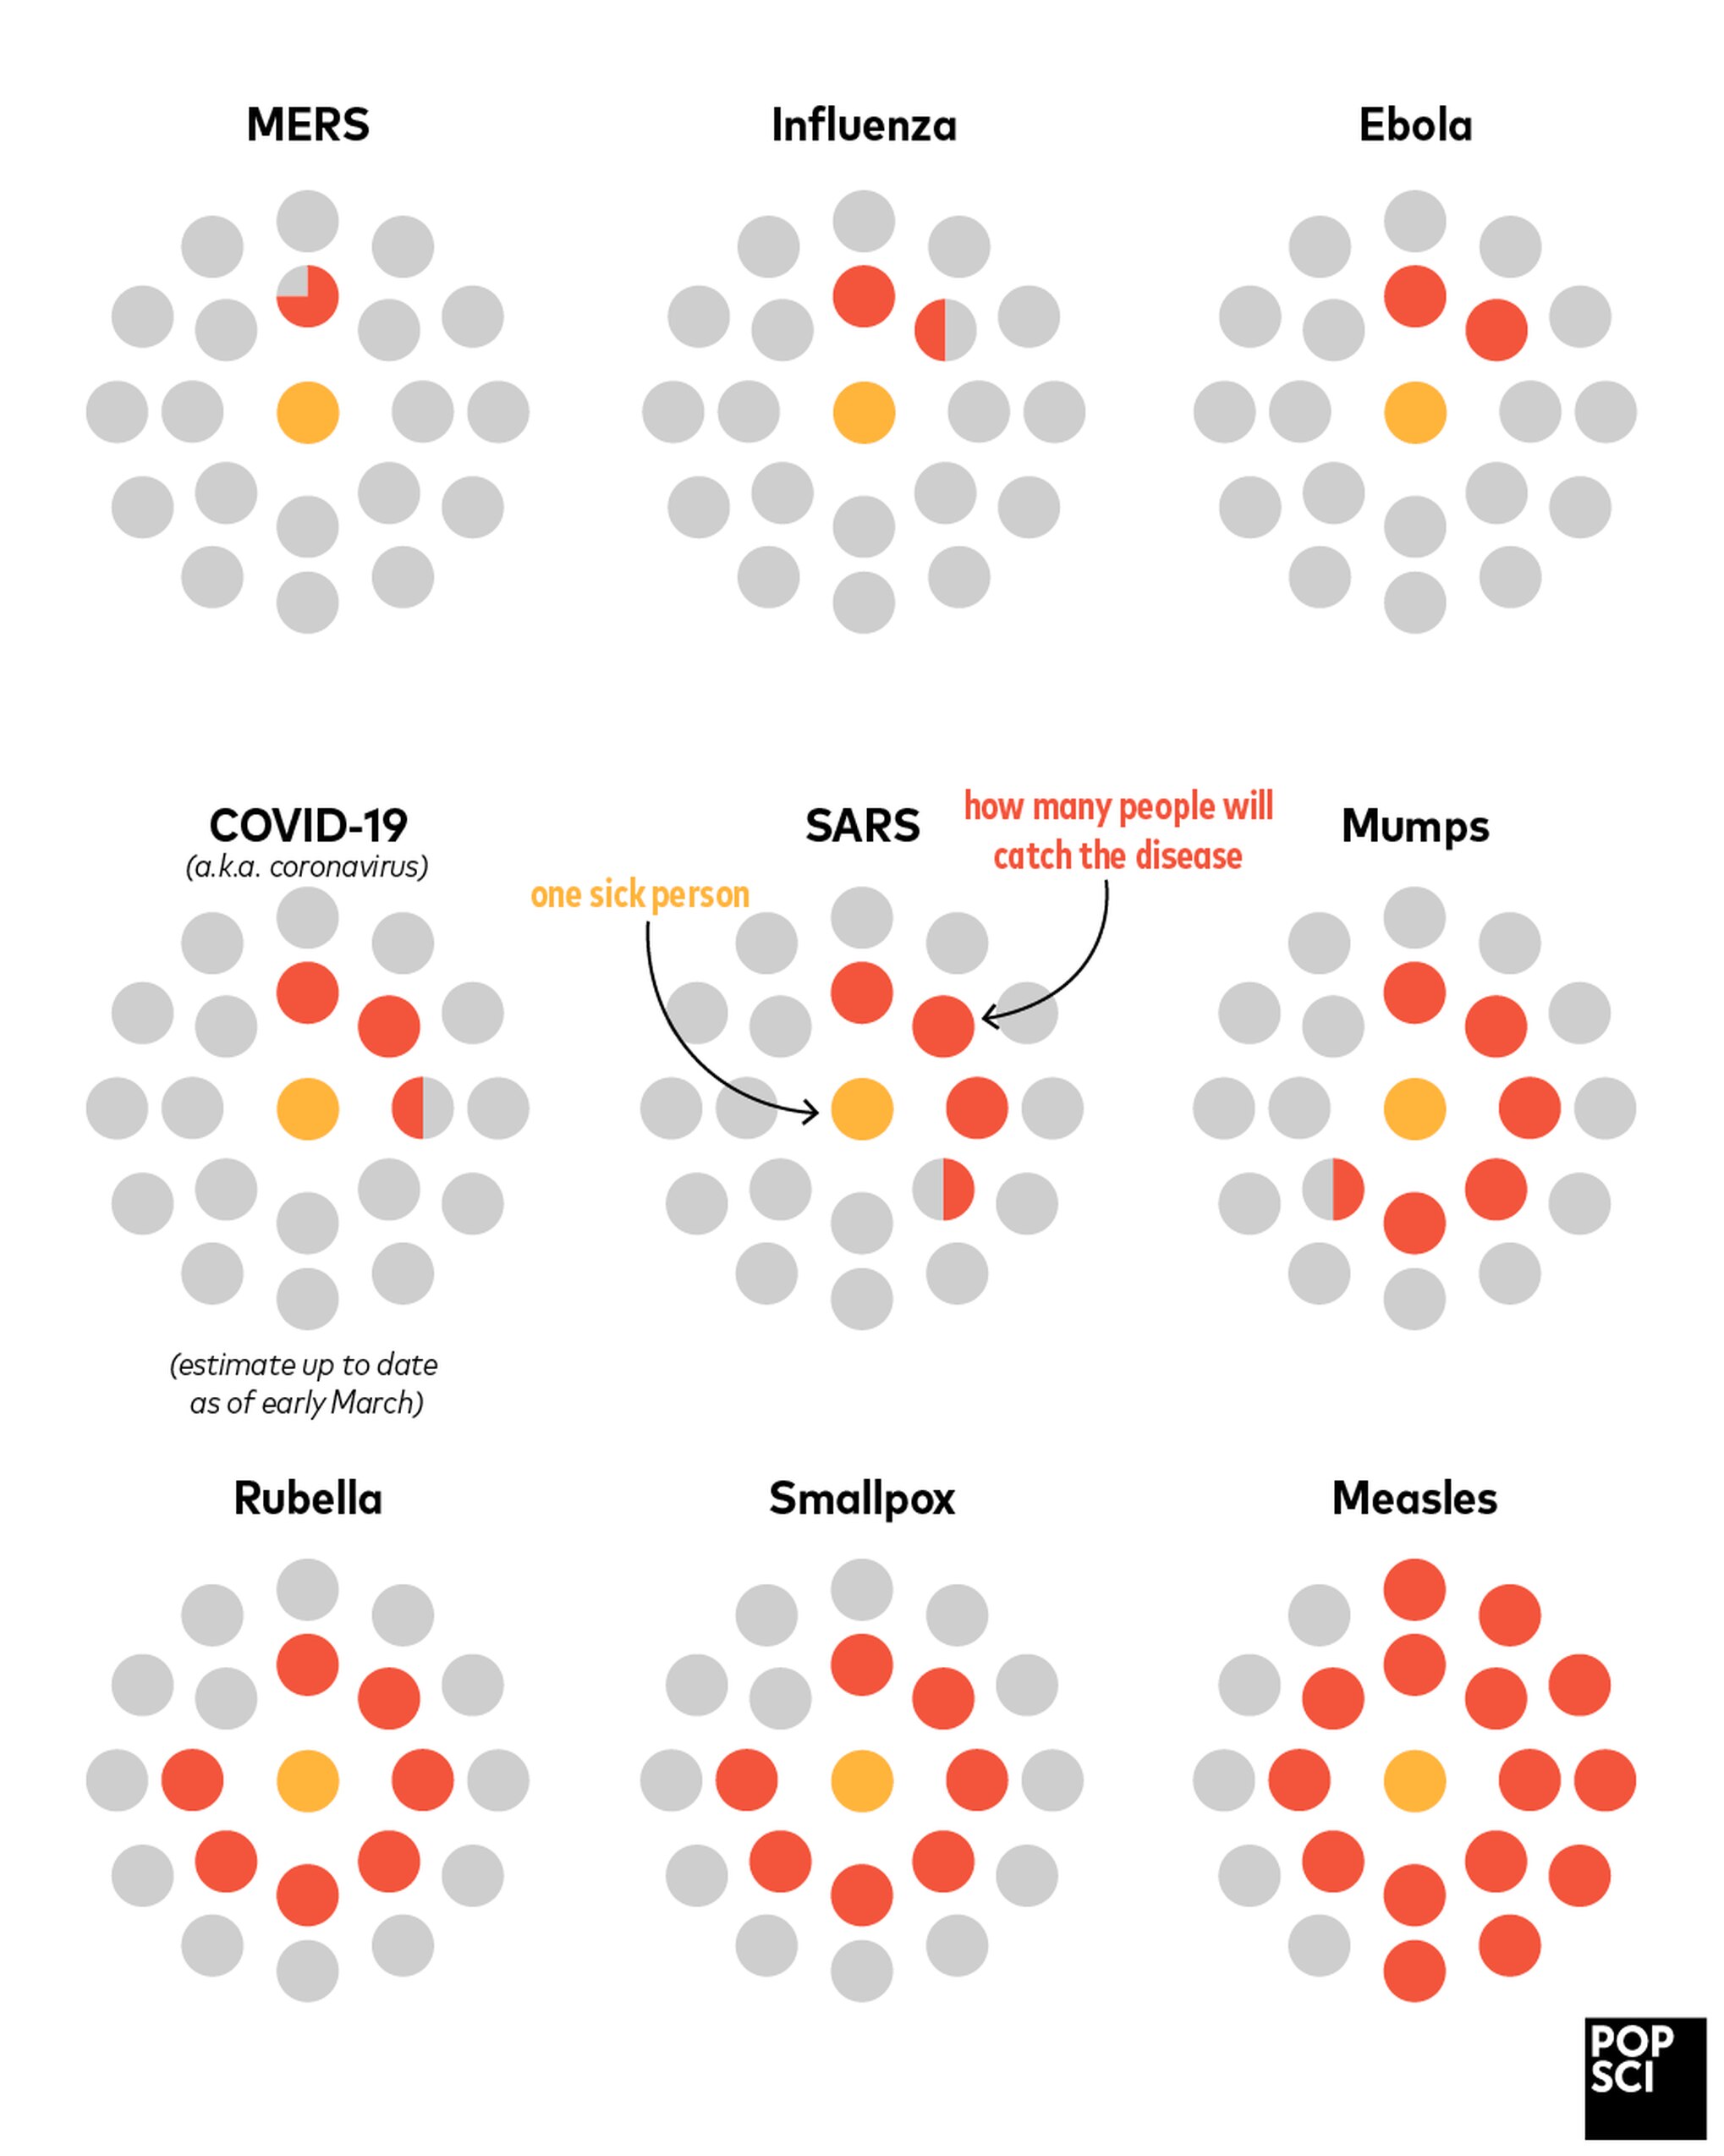 MERS
Influenza
Ebola
COVID-19
(a.k.a. coronavirus)
SARS
how many people will
catch the disease
Mumps
one sick person
(estimate up to date
as of early March)
Rubella
Smallpox
Measles
POP
SCI